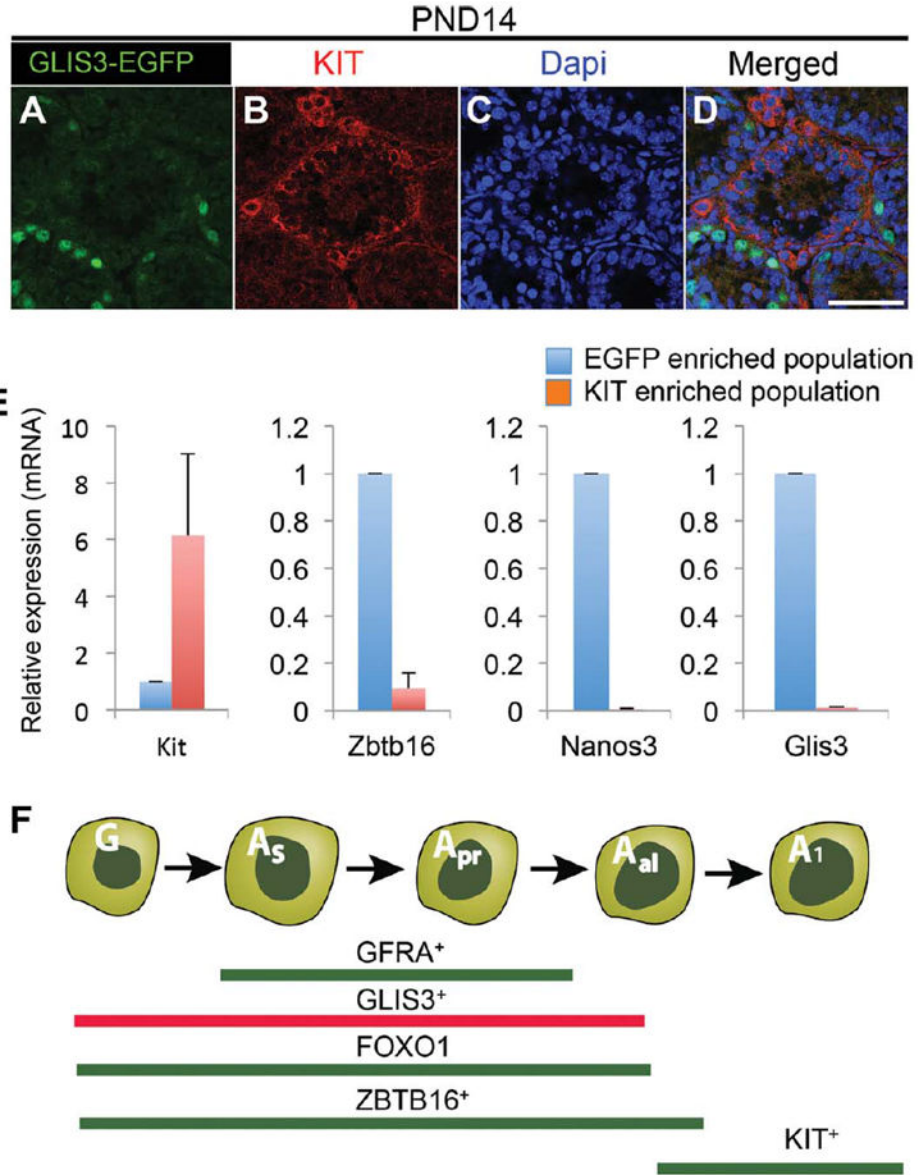 PND14
GLIS3-EGFP KIT Dapi Merged
A B C D
EGFP enriched population
KIT enriched population
E
Relative expression (mRNA)
10 8 6 4 2 0
Kit
1.2 1 0.8 0.6 0.4 0.2 0
Zbtb16
1.2 1 0.8 0.6 0.4 0.2 0
Nanos3
1.2 1 0.8 0.6 0.4 0.2 0
Glis3
F
G As Apr Aal A1
GFRA+
GLIS3+
FOXO1
ZBTB16+
KIT+